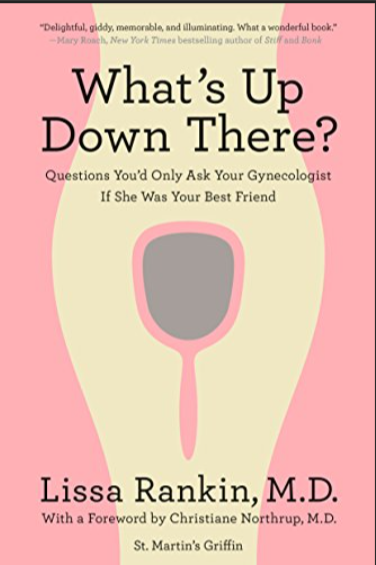 “Delightful, giddy, memorable, and illuminating. What a wonderful book.”
—Mary Roach, New York Times bestselling author of Stiff and Bonk
What’s Up
Down There?
Questions You’d Only Ask Your Gynecologist
If She Was Your Best Friend
Lissa Rankin, M.D.
With a Foreword by Christiane Northrup, M.D.
St. Martin’s Griffin